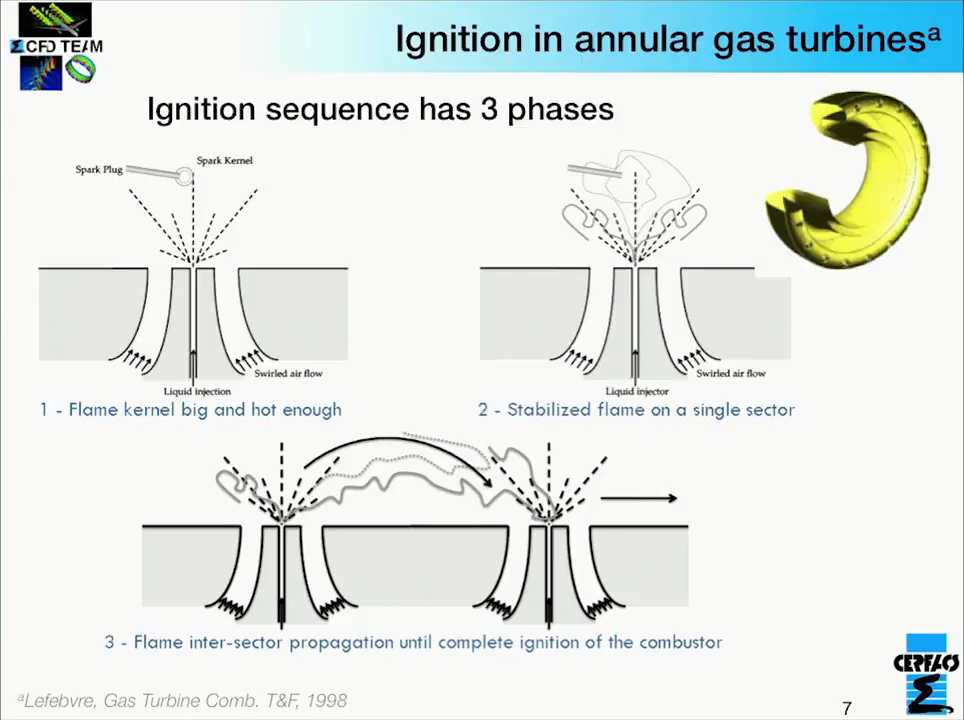 CFD TEAM
Ignition in annular gas turbinesᵃ
Ignition sequence has 3 phases
Spark Plug
Spark Kernel
Liquid injection
Swirled air flow
1 - Flame kernel big and hot enough
Liquid injector
Swirled air flow
2 - Stabilized flame on a single sector
3 - Flame inter-sector propagation until complete ignition of the combustor
ᵃLefebvre, Gas Turbine Comb. T&F, 1998
CERFACS
7